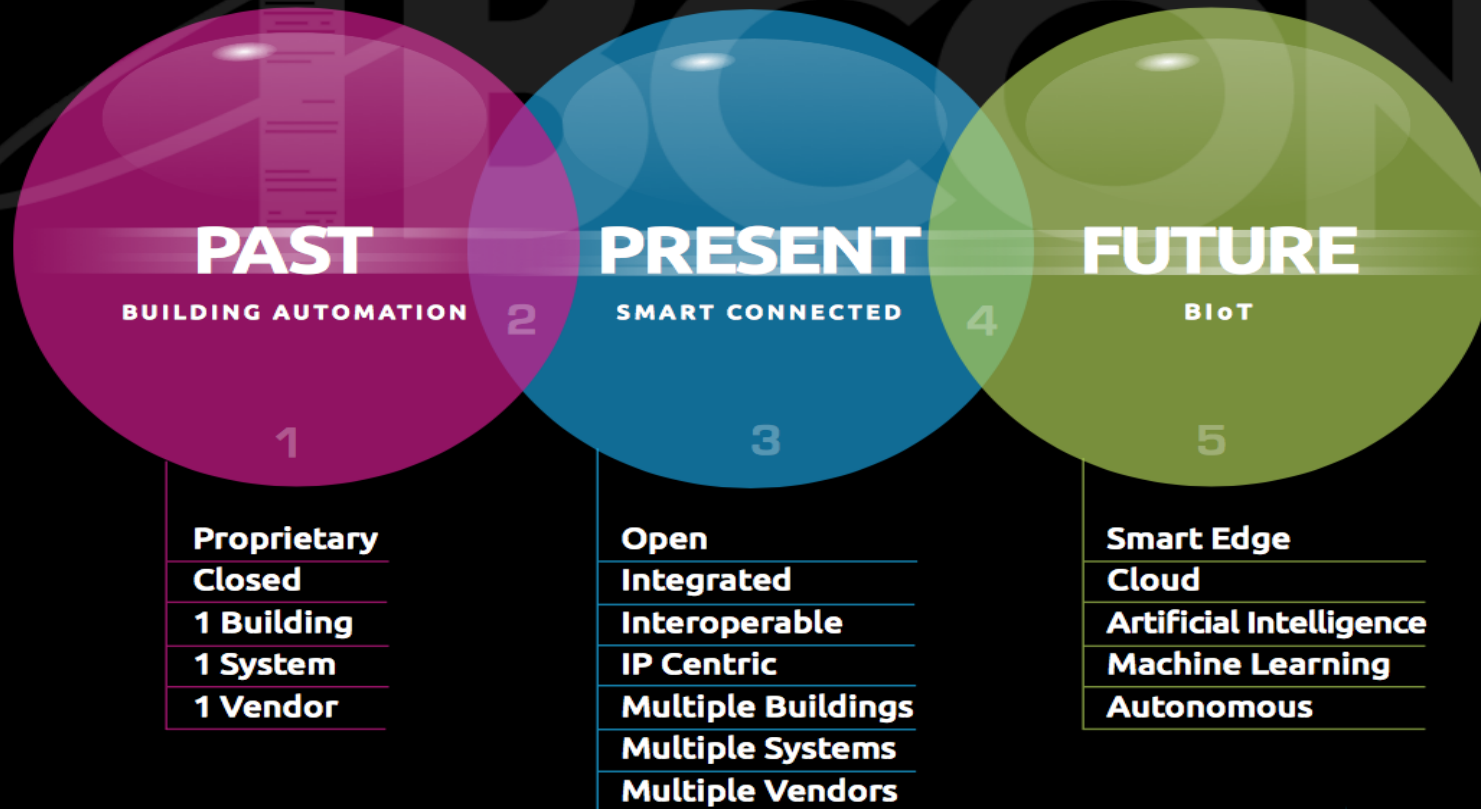 PAST
BUILDING AUTOMATION
1
Proprietary
Closed
1 Building
1 System
1 Vendor
2
PRESENT
SMART CONNECTED
3
Open
Integrated
Interoperable
IP Centric
Multiple Buildings
Multiple Systems
Multiple Vendors
4
FUTURE
BIoT
5
Smart Edge
Cloud
Artificial Intelligence
Machine Learning
Autonomous